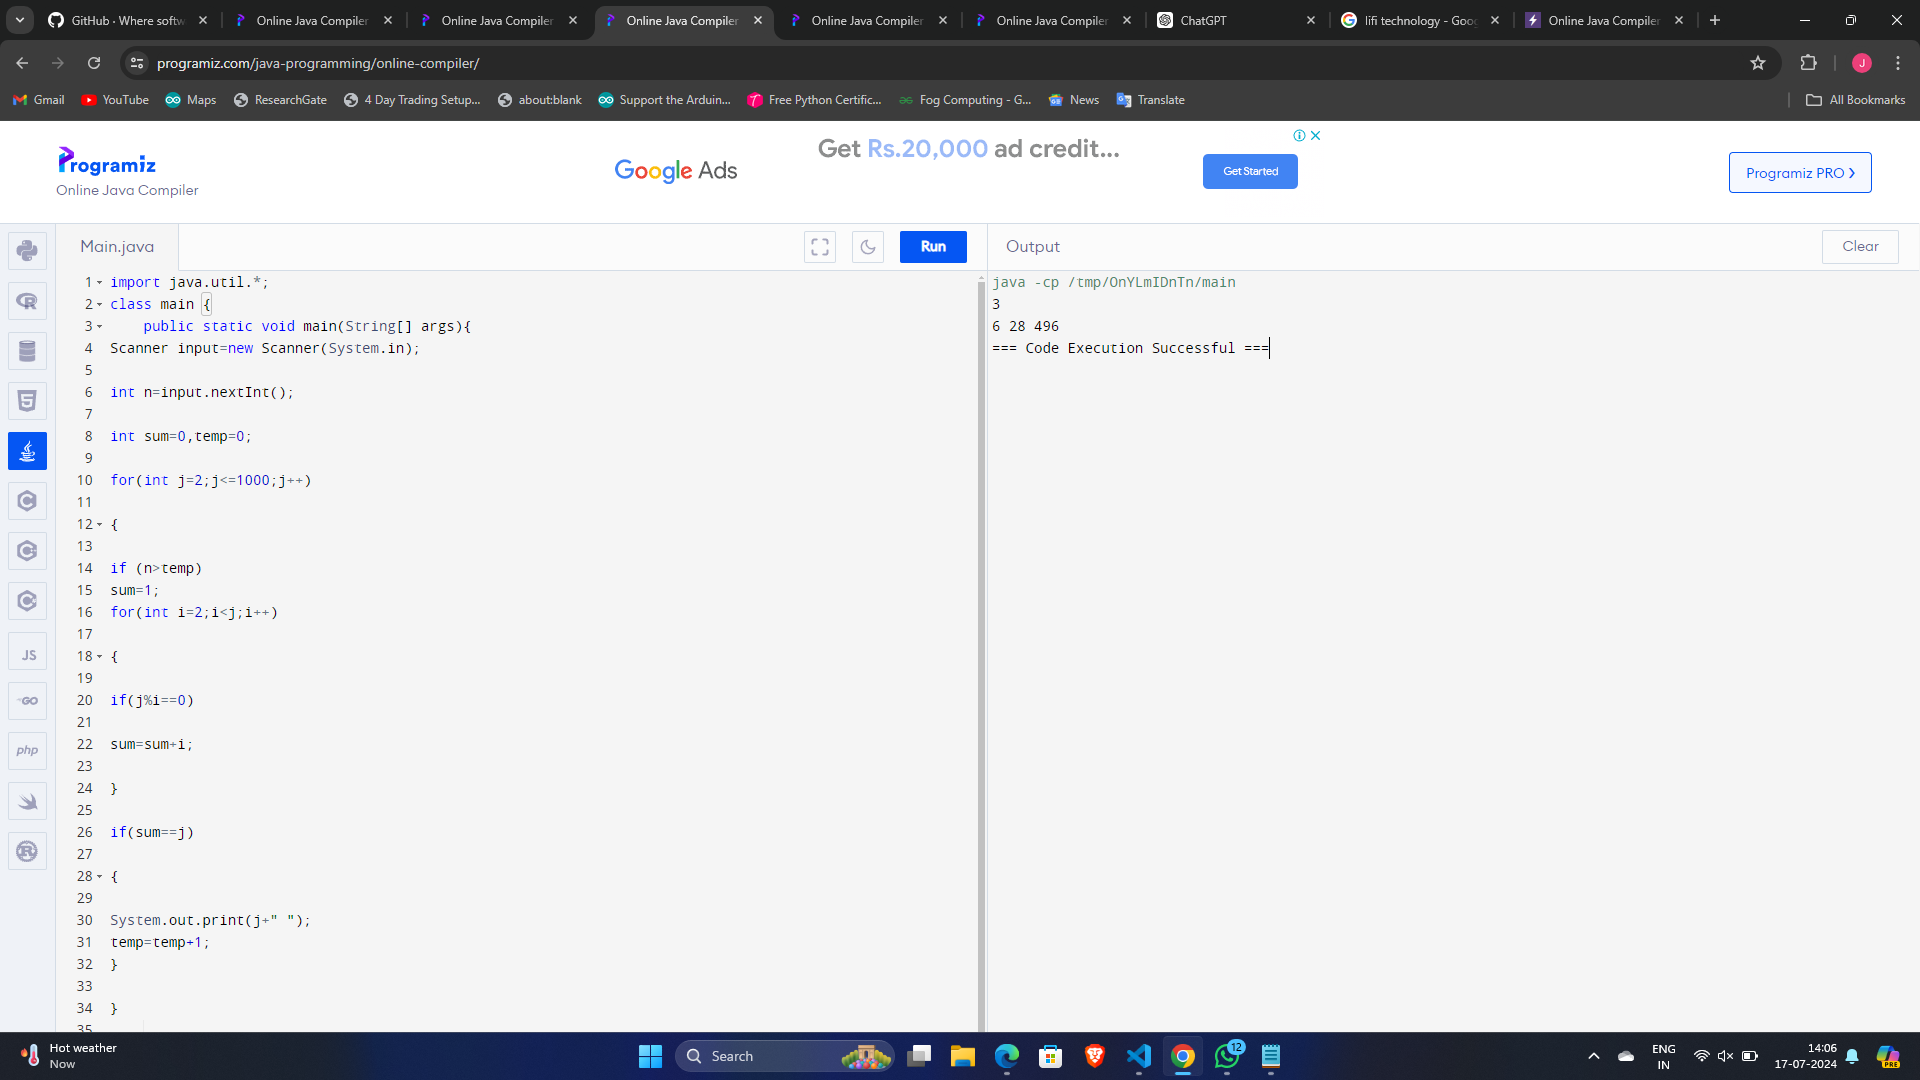 GitHub · Where softw
Online Java Compiler
Online Java Compiler
Online Java Compiler
Online Java Compiler
Online Java Compiler
ChatGPT
lifi technology - Goog
Online Java Compiler
programiz.com/java-programming/online-compiler/
J
Gmail
YouTube
Maps
ResearchGate
4 Day Trading Setup...
about:blank
Support the Arduin...
Free Python Certific...
Fog Computing - G...
News
Translate
All Bookmarks
Programiz
Online Java Compiler
Google Ads
Get Rs.20,000 ad credit...
Get Started
Programiz PRO ❯
Main.java
Run
Output
Clear
JS
GO
php
1 import java.util.*;
2 class main {
3 public static void main(String[] args){
4 Scanner input=new Scanner(System.in);
5
6 int n=input.nextInt();
7
8 int sum=0,temp=0;
9
10 for(int j=2;j<=1000;j++)
11
12 {
13
14 if (n>temp)
15 sum=1;
16 for(int i=2;i<j;i++)
17
18 {
19
20 if(j%i==0)
21
22 sum=sum+i;
23
24 }
25
26 if(sum==j)
27
28 {
29
30 System.out.print(j+" ");
31 temp=temp+1;
32 }
33
34 }
35
java -cp /tmp/OnYLmIDnTn/main
3
6 28 496
=== Code Execution Successful ===
Hot weather
Now
Search
12
ENG
IN
14:06
17-07-2024
PRE